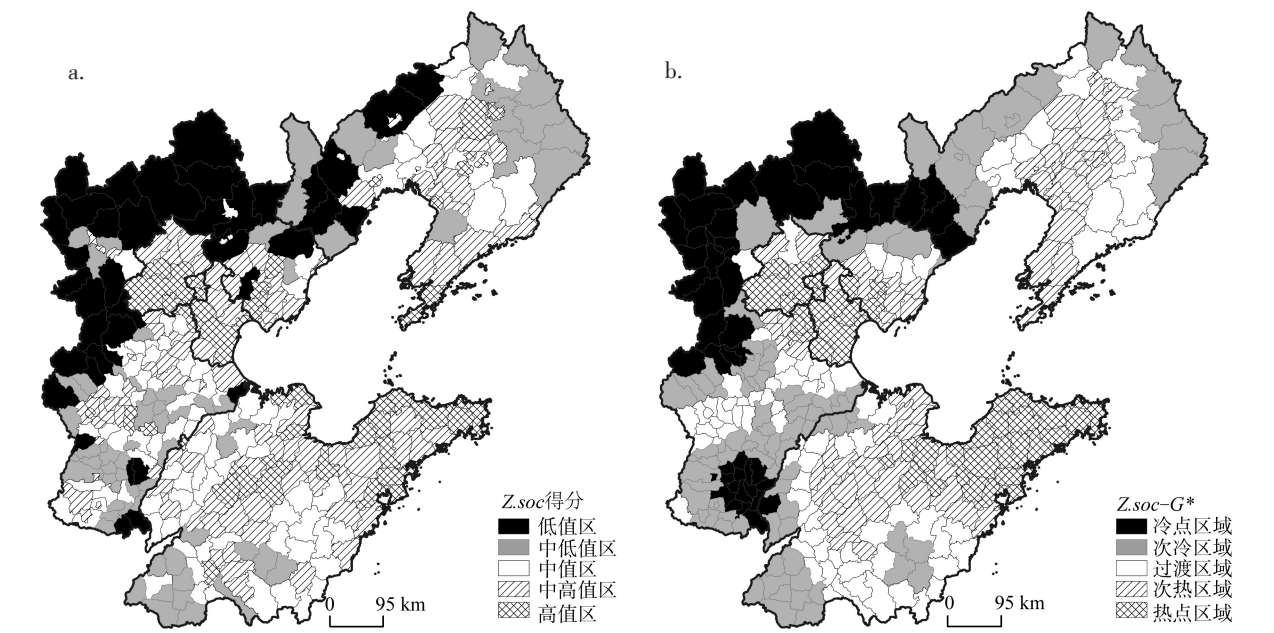 a.
b.
Z.soc得分
低值区
中低值区
中值区
中高值区
高值区
0 95 km
Z.soc-G*
冷点区域
次冷区域
过渡区域
次热区域
热点区域
0 95 km